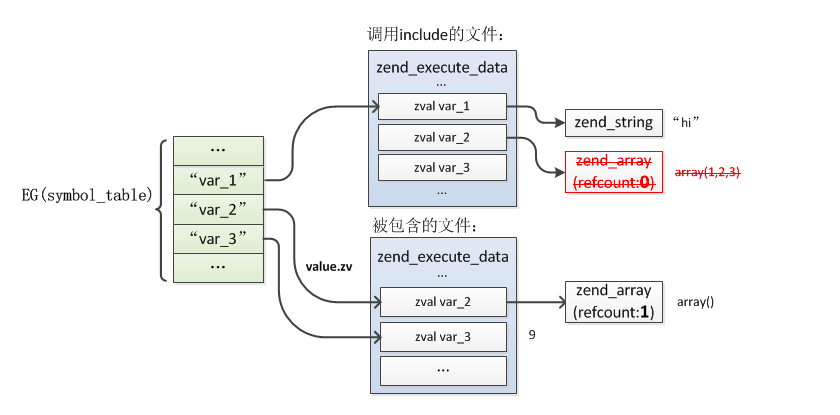 调用include的文件:
zend_execute_data
...
zval var_1
zval var_2
zval var_3
...
zend_string
“hi”
zend_array
(refcount:0)
array(1,2,3)
EG(symbol_table)
...
“var_1”
“var_2”
“var_3”
...
value.zv
被包含的文件:
zend_execute_data
...
zval var_2
zval var_3
...
9
zend_array
(refcount:1)
array()